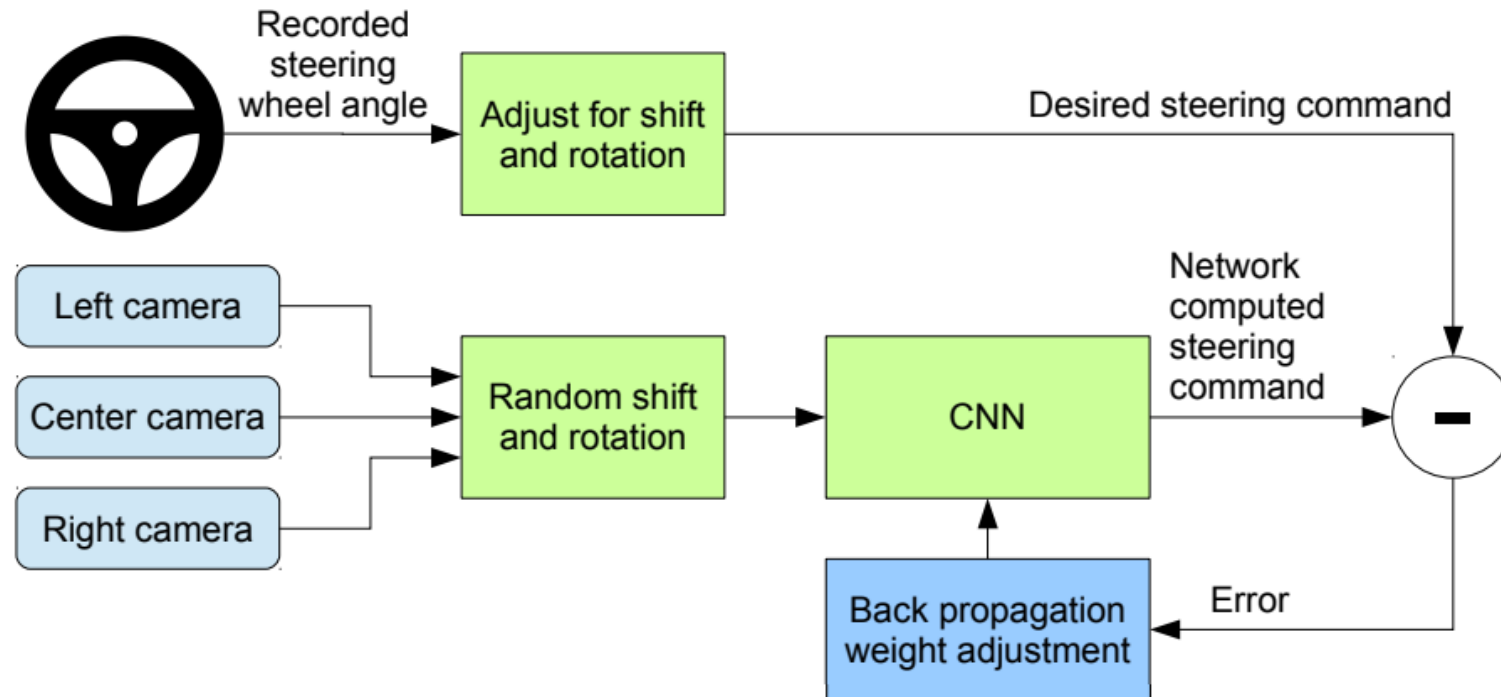 Recorded
steering
wheel angle
Adjust for shift
and rotation
Desired steering command
Left camera
Center camera
Right camera
Random shift
and rotation
CNN
Network
computed
steering
command
-
Back propagation
weight adjustment
Error